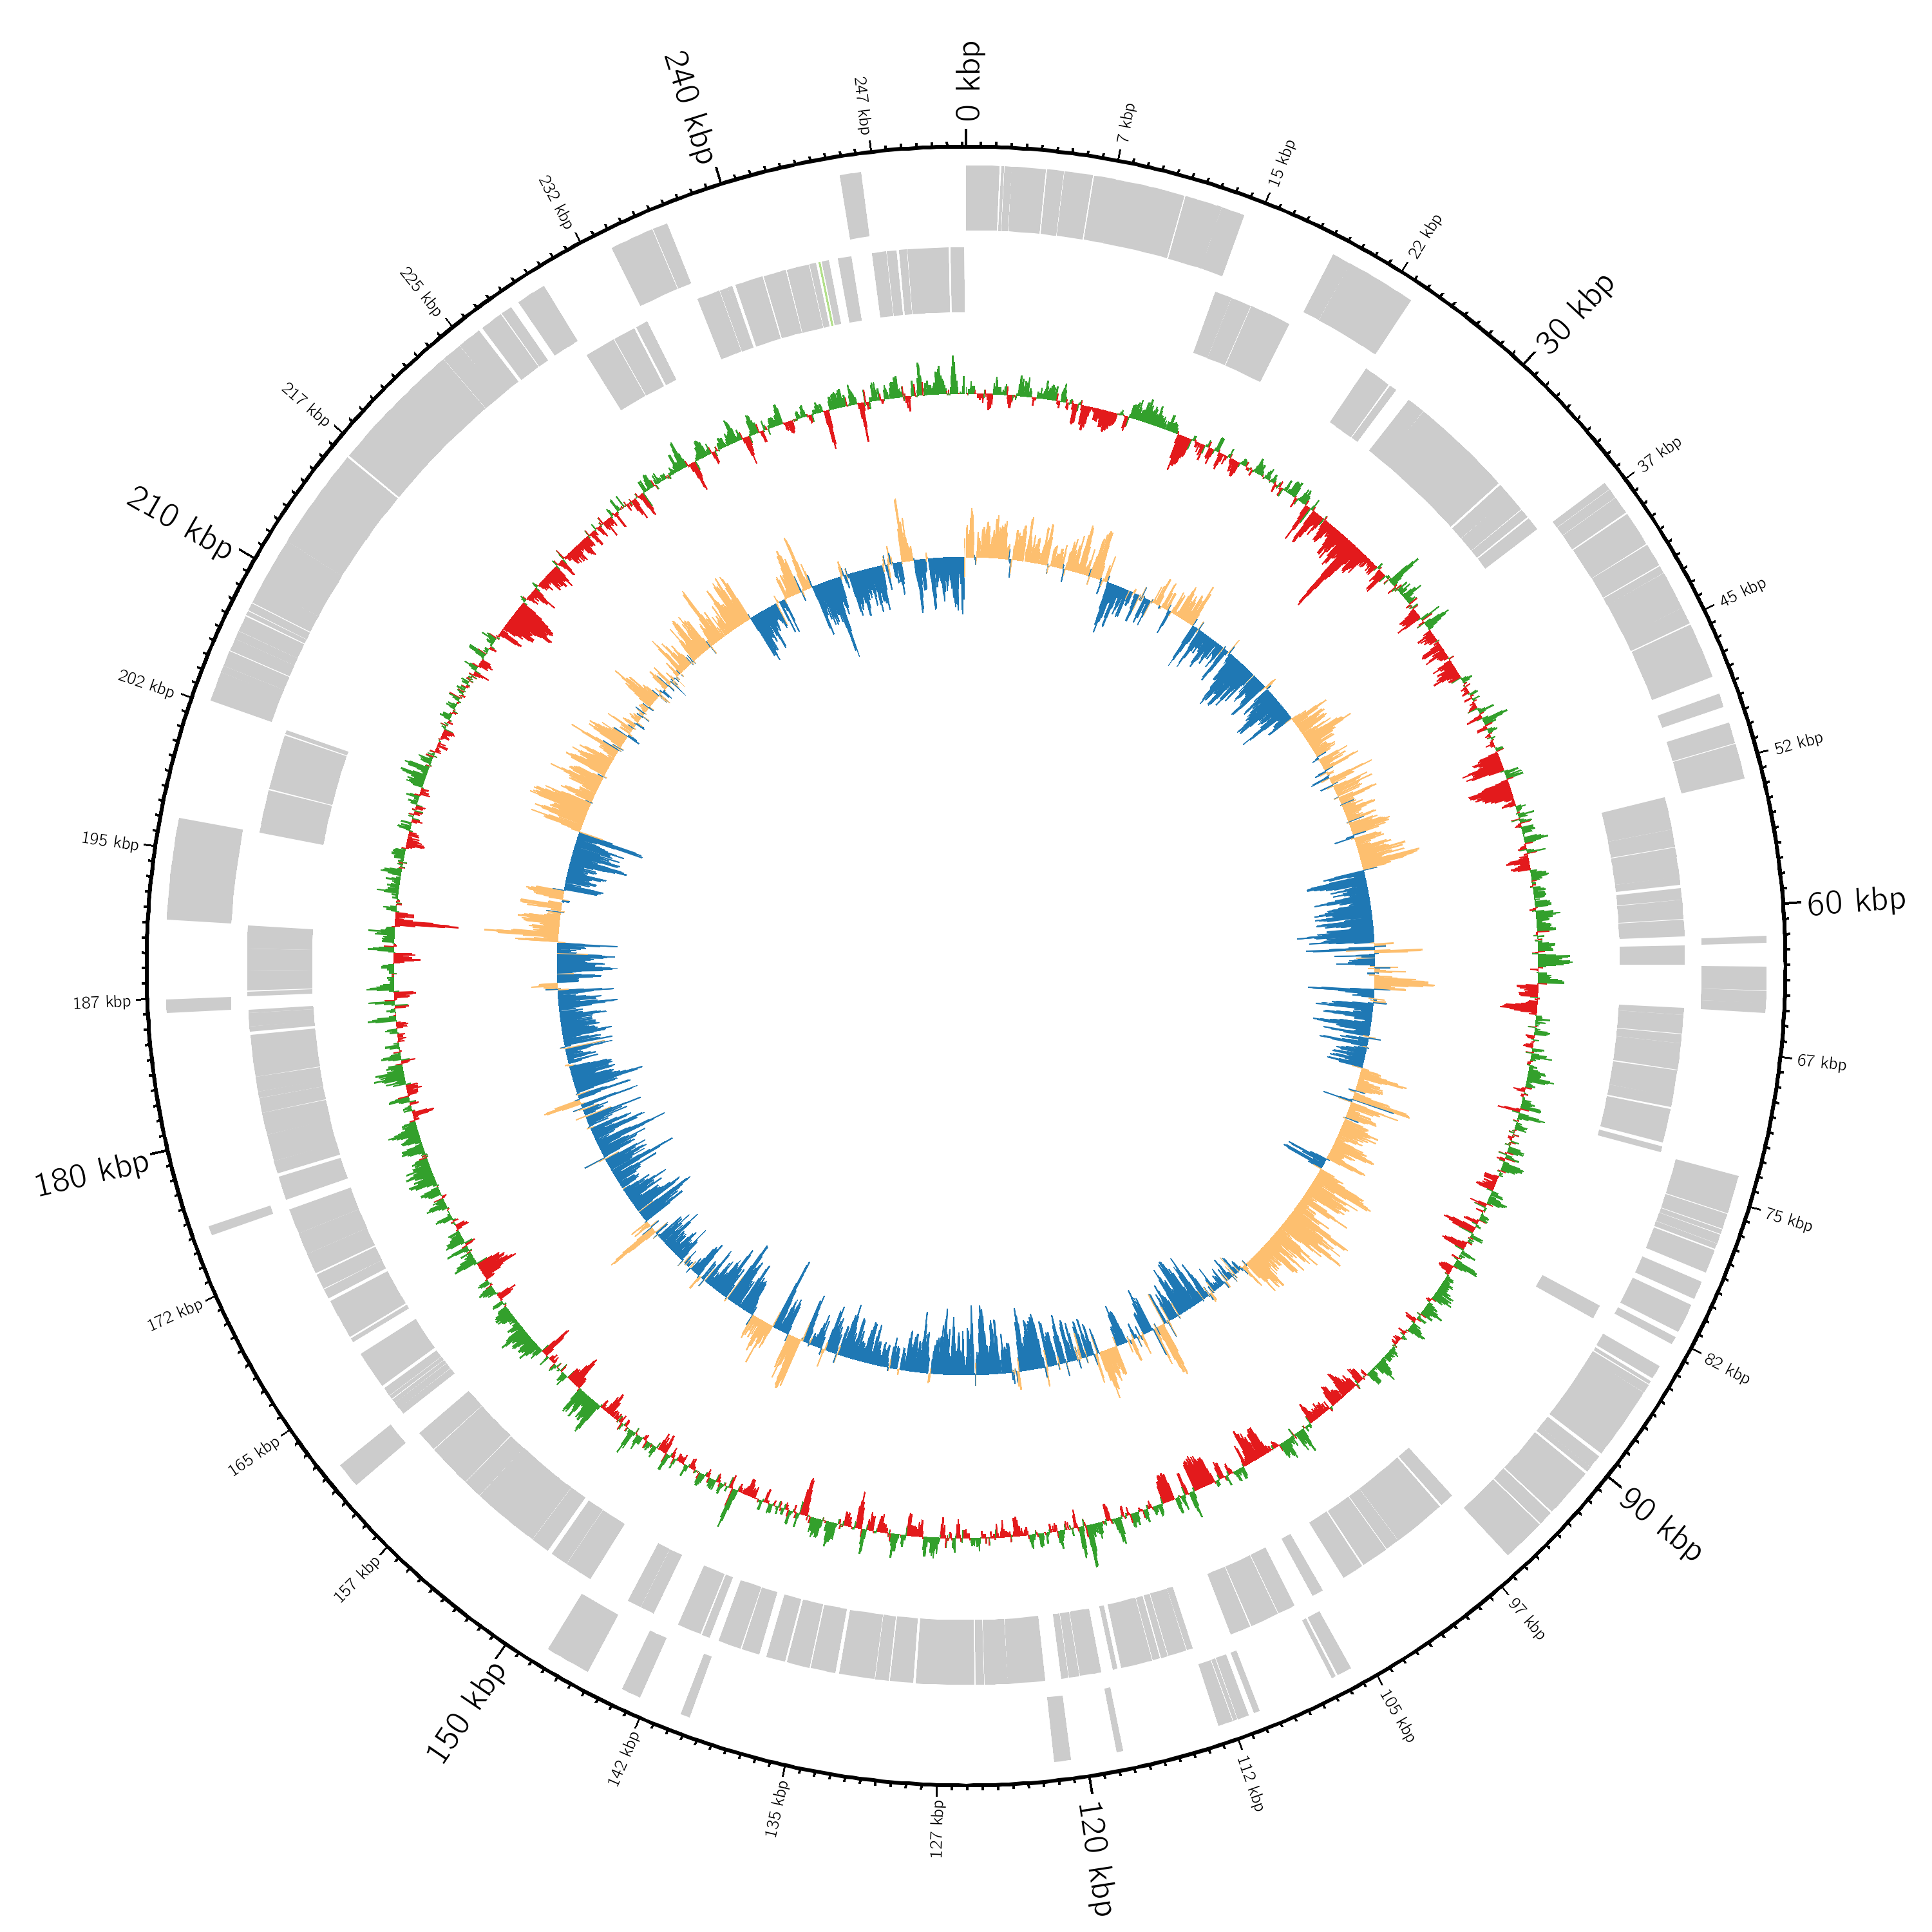 0 kbp
7 kbp
15 kbp
22 kbp
30 kbp
37 kbp
45 kbp
52 kbp
60 kbp
67 kbp
75 kbp
82 kbp
90 kbp
97 kbp
105 kbp
112 kbp
120 kbp
127 kbp
135 kbp
142 kbp
150 kbp
157 kbp
165 kbp
172 kbp
180 kbp
187 kbp
195 kbp
202 kbp
210 kbp
217 kbp
225 kbp
232 kbp
240 kbp
247 kbp